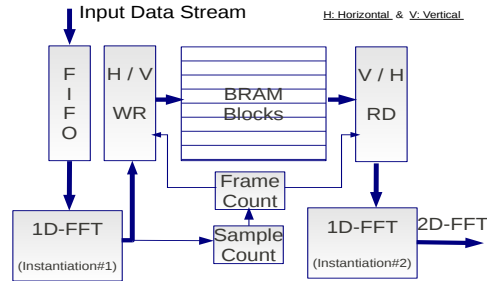 Input Data Stream
H: Horizontal & V: Vertical
F
I
F
O
H / V
WR
BRAM
Blocks
V / H
RD
Frame
Count
Sample
Count
1D-FFT
(Instantiation#1)
1D-FFT
(Instantiation#2)
2D-FFT